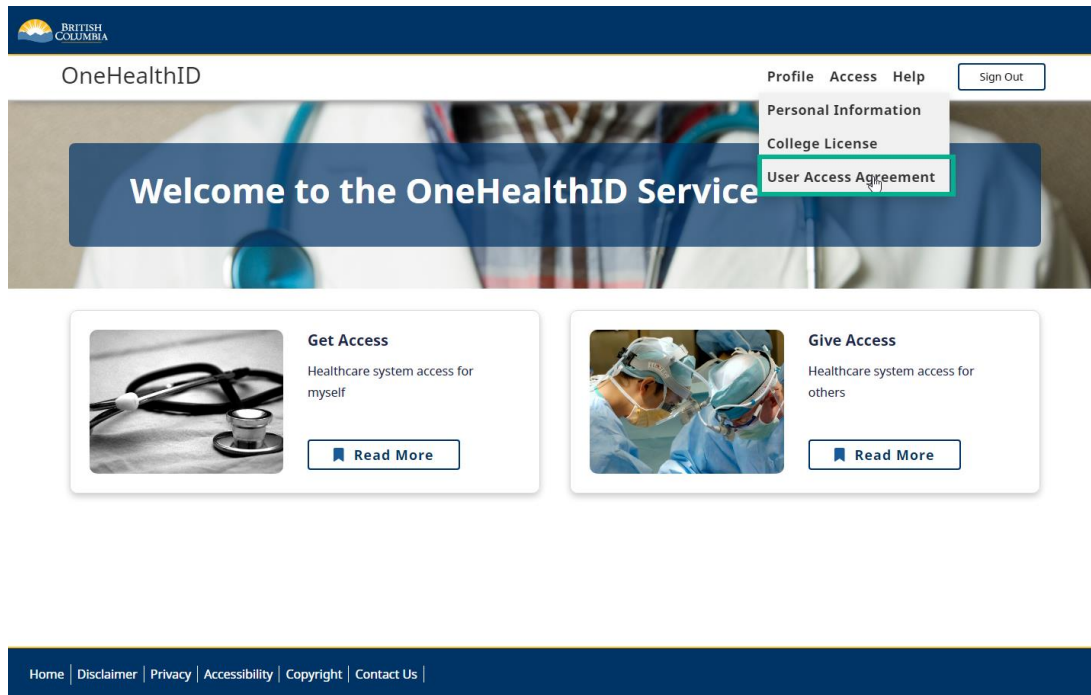 BRITISH
COLUMBIA
OneHealthID
Profile Access Help Sign Out
Personal Information
College License
User Access Agreement
Welcome to the OneHealthID Service
Get Access
Healthcare system access for
myself
Read More
Give Access
Healthcare system access for
others
Read More
Home | Disclaimer | Privacy | Accessibility | Copyright | Contact Us |